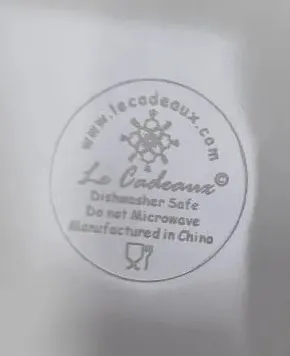 www.lecadeaux.com
Le Cadeaux©
Dishwasher Safe
Do not Microwave
Manufactured in China